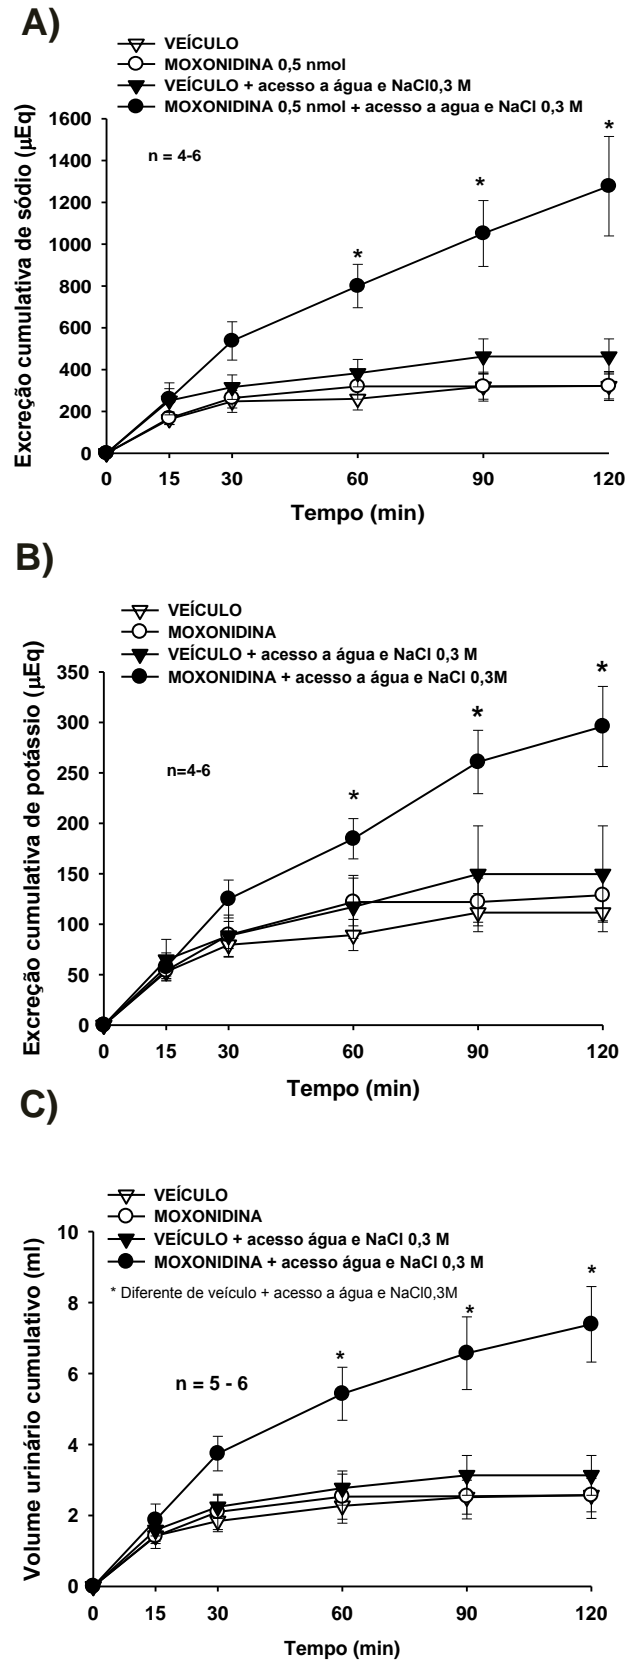 A)
VEÍCULO
MOXONIDINA 0,5 nmol
VEÍCULO + acesso a água e NaCl0,3 M
MOXONIDINA 0,5 nmol + acesso a agua e NaCl 0,3 M
Excreção cumulativa de sódio (μEq)
1600
1400
1200
1000
800
600
400
200
0
n = 4-6
*
*
*
0 15 30 60 90 120
Tempo (min)
B)
VEÍCULO
MOXONIDINA
VEÍCULO + acesso a água e NaCl 0,3 M
MOXONIDINA + acesso a água e NaCl 0,3M
Excreção cumulativa de potássio (μEq)
350
300
250
200
150
100
50
0
n=4-6
*
*
*
0 15 30 60 90 120
Tempo (min)
C)
VEÍCULO
MOXONIDINA
VEÍCULO + acesso água e NaCl 0,3 M
MOXONIDINA + acesso água e NaCl 0,3 M
* Diferente de veículo + acesso a água e NaCl0,3M
Volume urinário cumulativo (ml)
10
8
6
4
2
0
n = 5 - 6
*
*
*
0 15 30 60 90 120
Tempo (min)